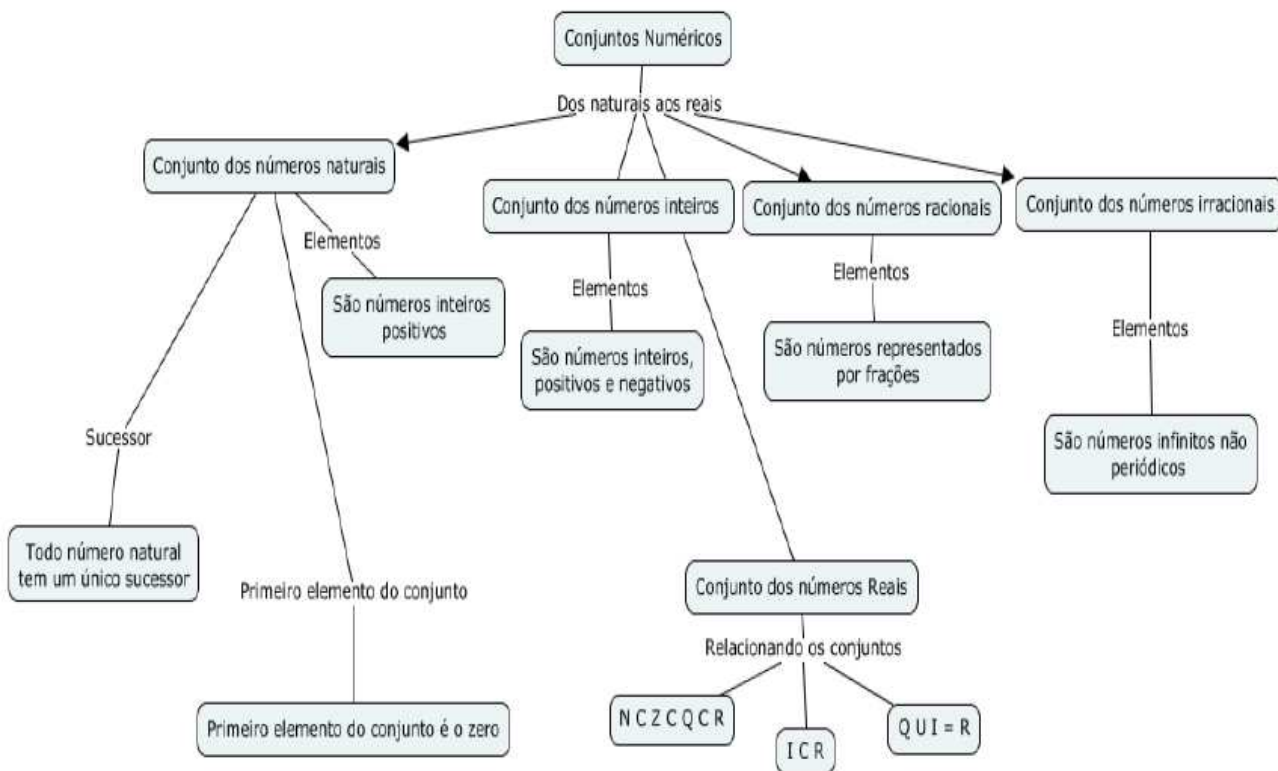 Conjuntos Numéricos
Dos naturais aos reais
Conjunto dos números naturais
Conjunto dos números inteiros
Conjunto dos números racionais
Conjunto dos números irracionais
Elementos
São números inteiros
positivos
Elementos
São números inteiros,
positivos e negativos
Elementos
São números representados
por frações
Elementos
São números infinitos não
periódicos
Sucessor
Todo número natural
tem um único sucessor
Primeiro elemento do conjunto
Primeiro elemento do conjunto é o zero
Conjunto dos números Reais
Relacionando os conjuntos
N C Z C Q C R
I C R
Q U I = R